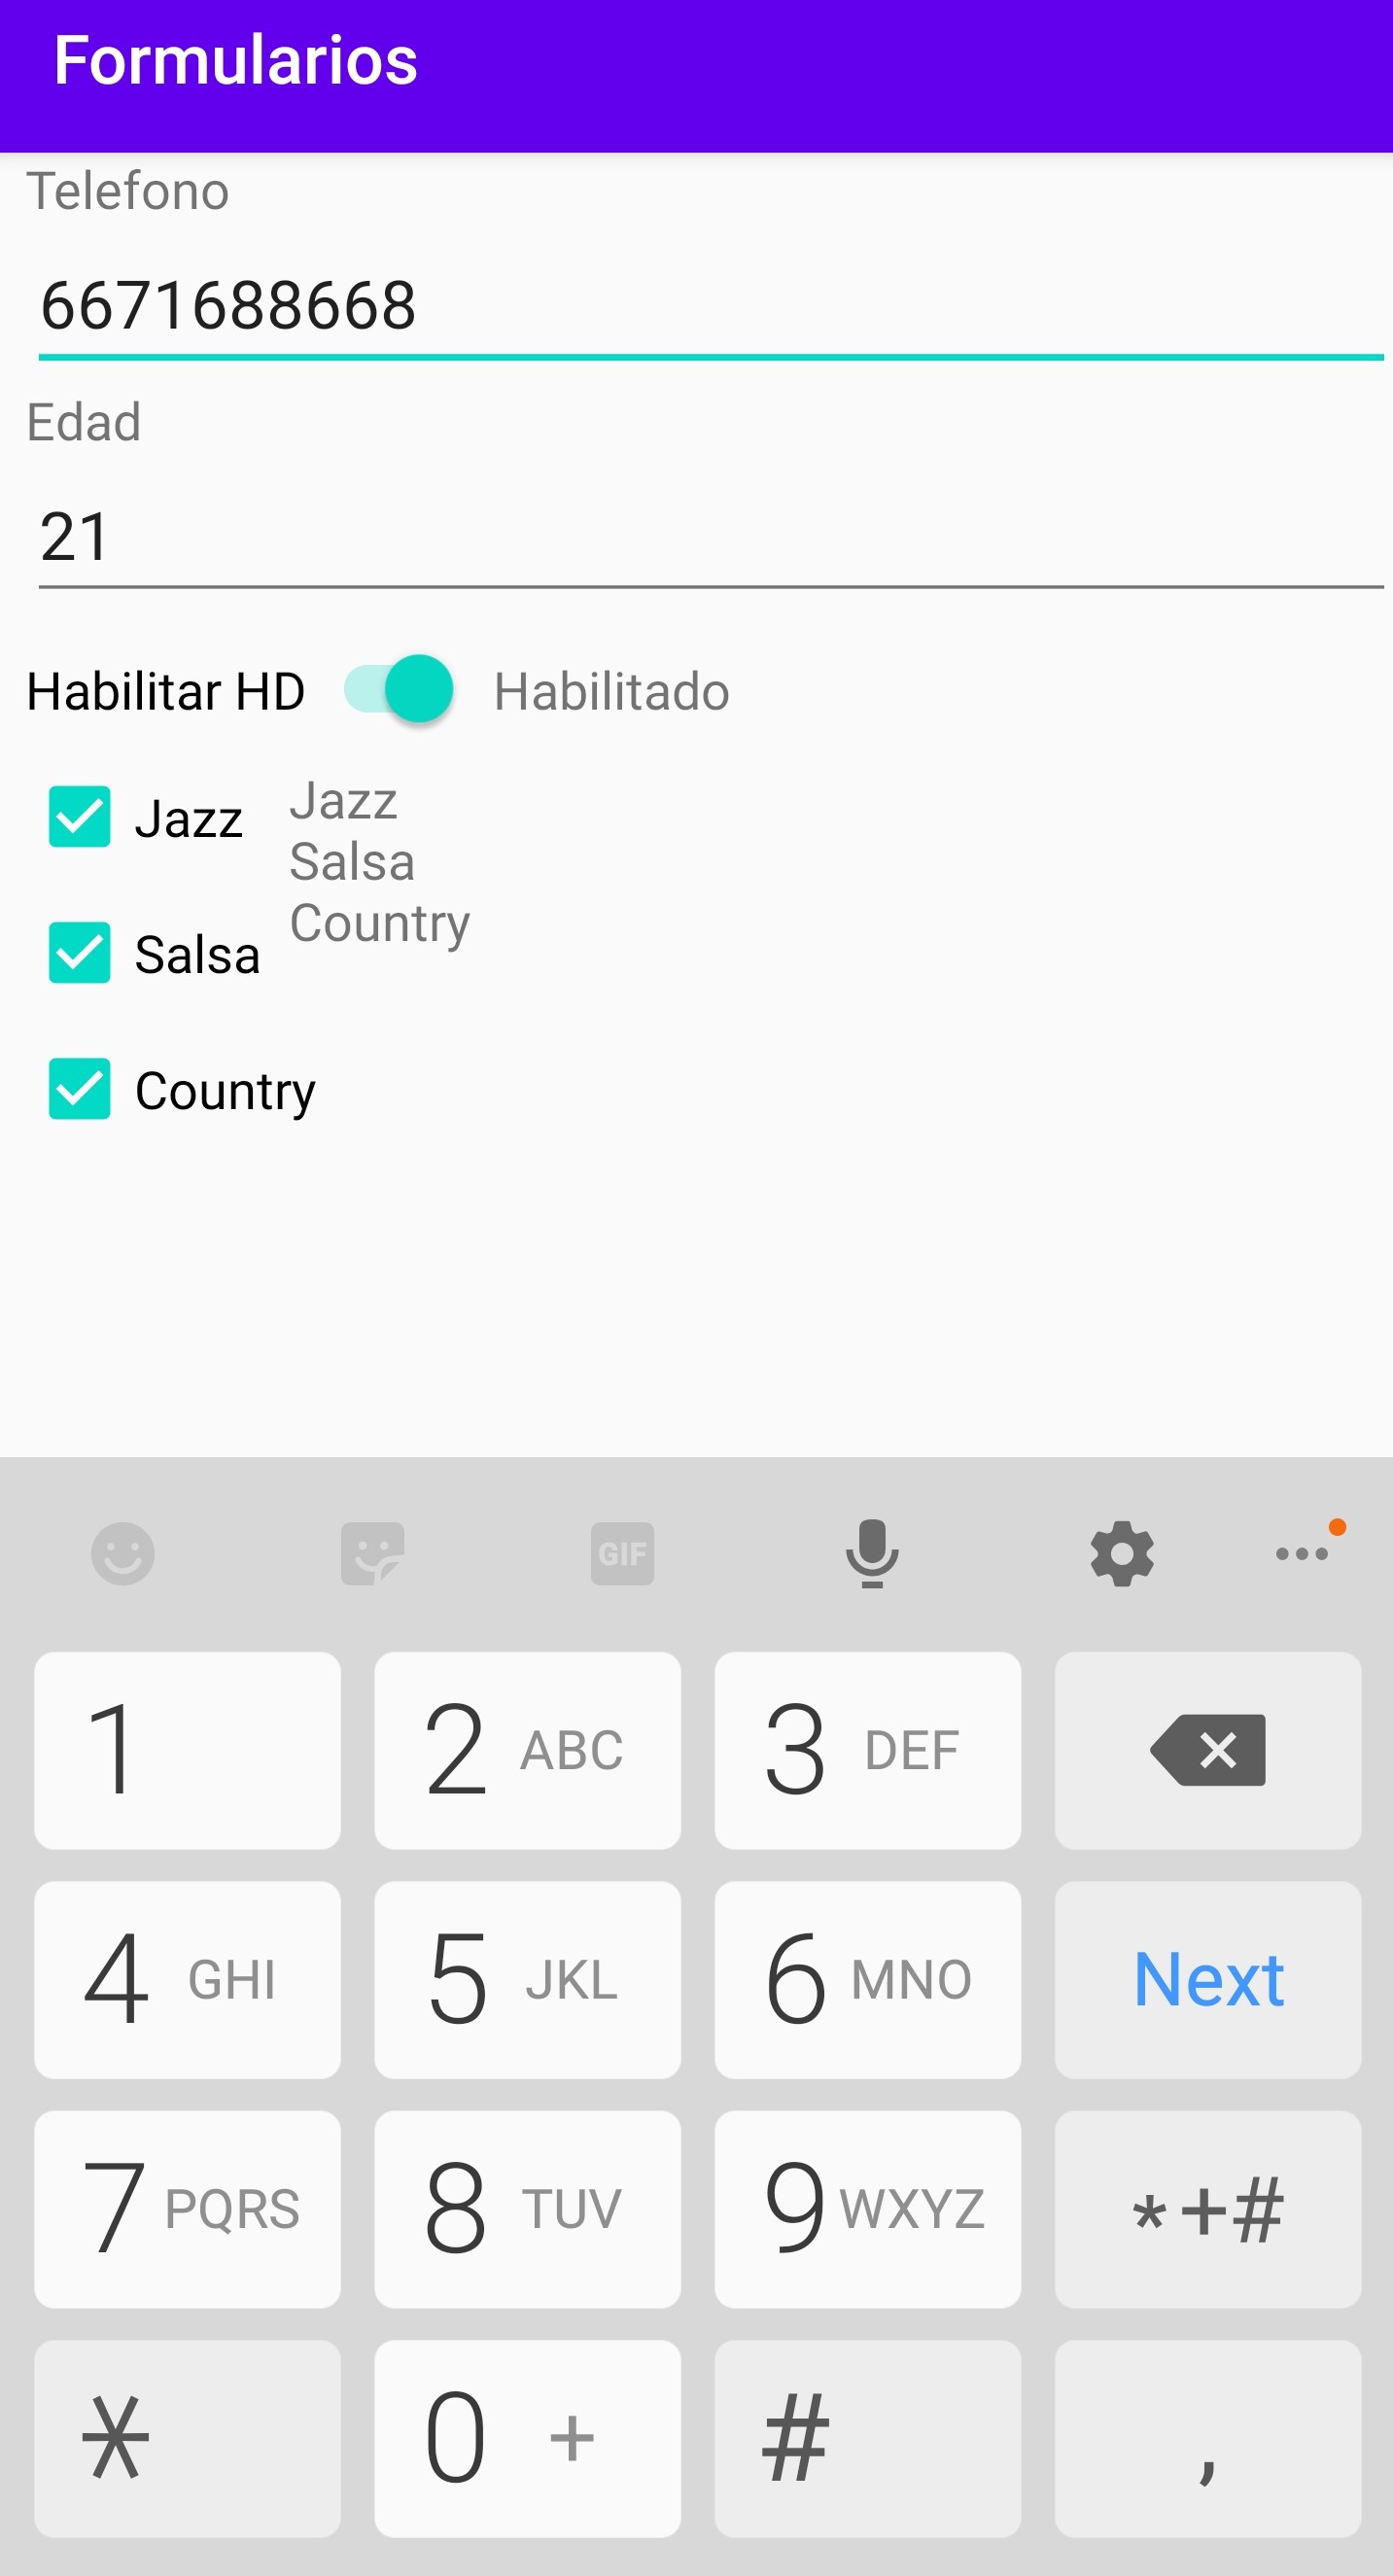 Formularios
Telefono
6671688668
Edad
21
Habilitar HD Habilitado
Jazz
Salsa
Country
Jazz
Salsa
Country
GIF
1 2 ABC 3 DEF
4 GHI 5 JKL 6 MNO Next
7 PQRS 8 TUV 9 WXYZ *+#
* 0 + # ,